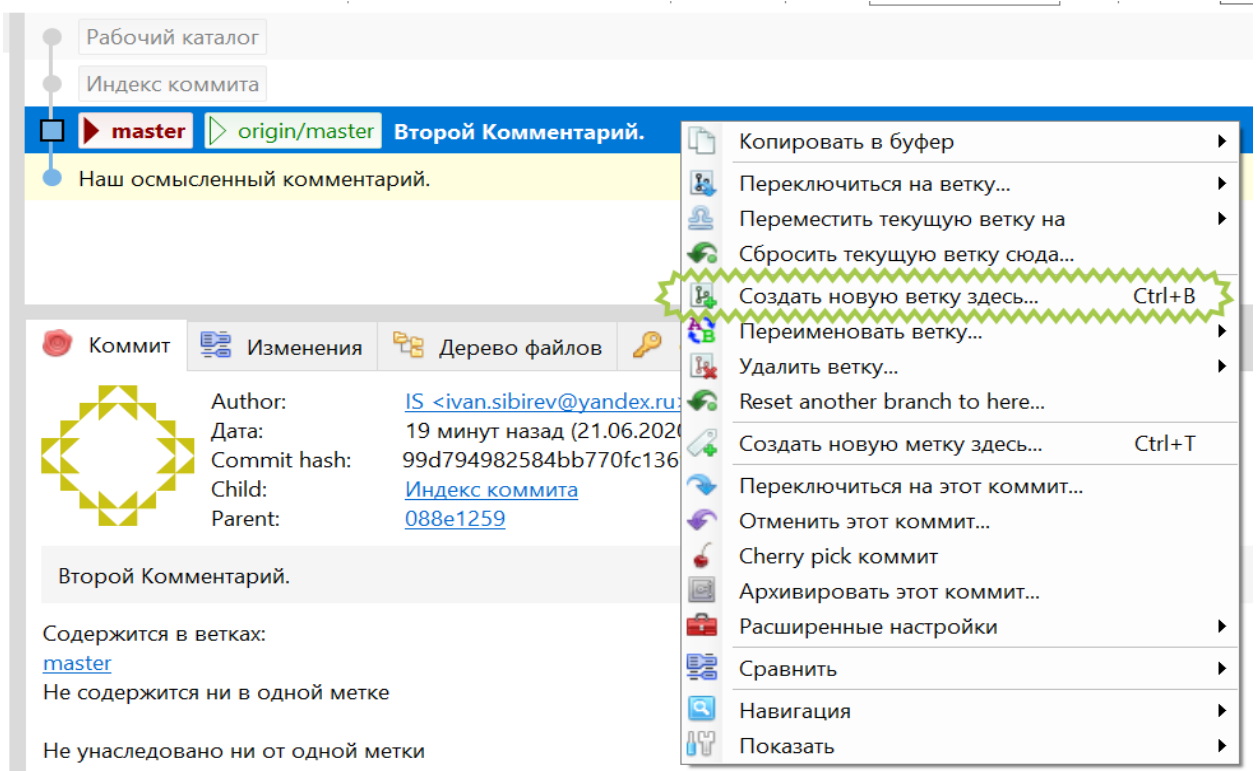 Рабочий каталог
Индекс коммита
master origin/master Второй Комментарий.
Наш осмысленный комментарий.
Копировать в буфер
Переключиться на ветку...
Переместить текущую ветку на
Сбросить текущую ветку сюда...
Создать новую ветку здесь... Ctrl+B
Переименовать ветку...
Удалить ветку...
Reset another branch to here...
Создать новую метку здесь... Ctrl+T
Переключиться на этот коммит...
Отменить этот коммит...
Cherry pick коммит
Архивировать этот коммит...
Расширенные настройки
Сравнить
Навигация
Показать
Коммит Изменения Дерево файлов
Author: IS <ivan.sibirev@yandex.ru
Дата: 19 минут назад (21.06.202
Commit hash: 99d794982584bb770fc136
Child: Индекс коммита
Parent: 088e1259
Второй Комментарий.
Содержится в ветках:
master
Не содержится ни в одной метке
Не унаследовано ни от одной метки